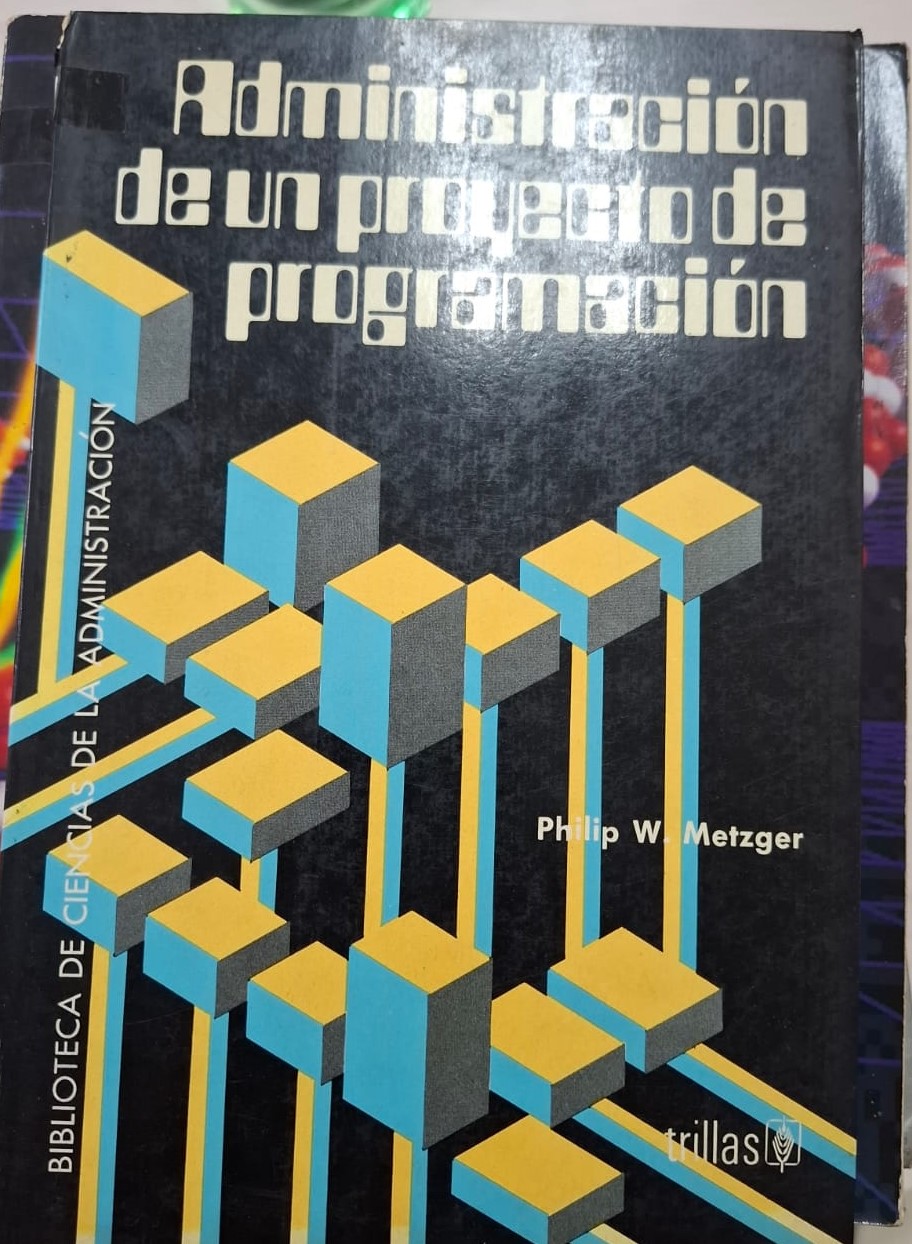 Administración
de un proyecto de
programación
BIBLIOTECA DE CIENCIAS DE LA ADMINISTRACIÓN
Philip W. Metzger
trillas